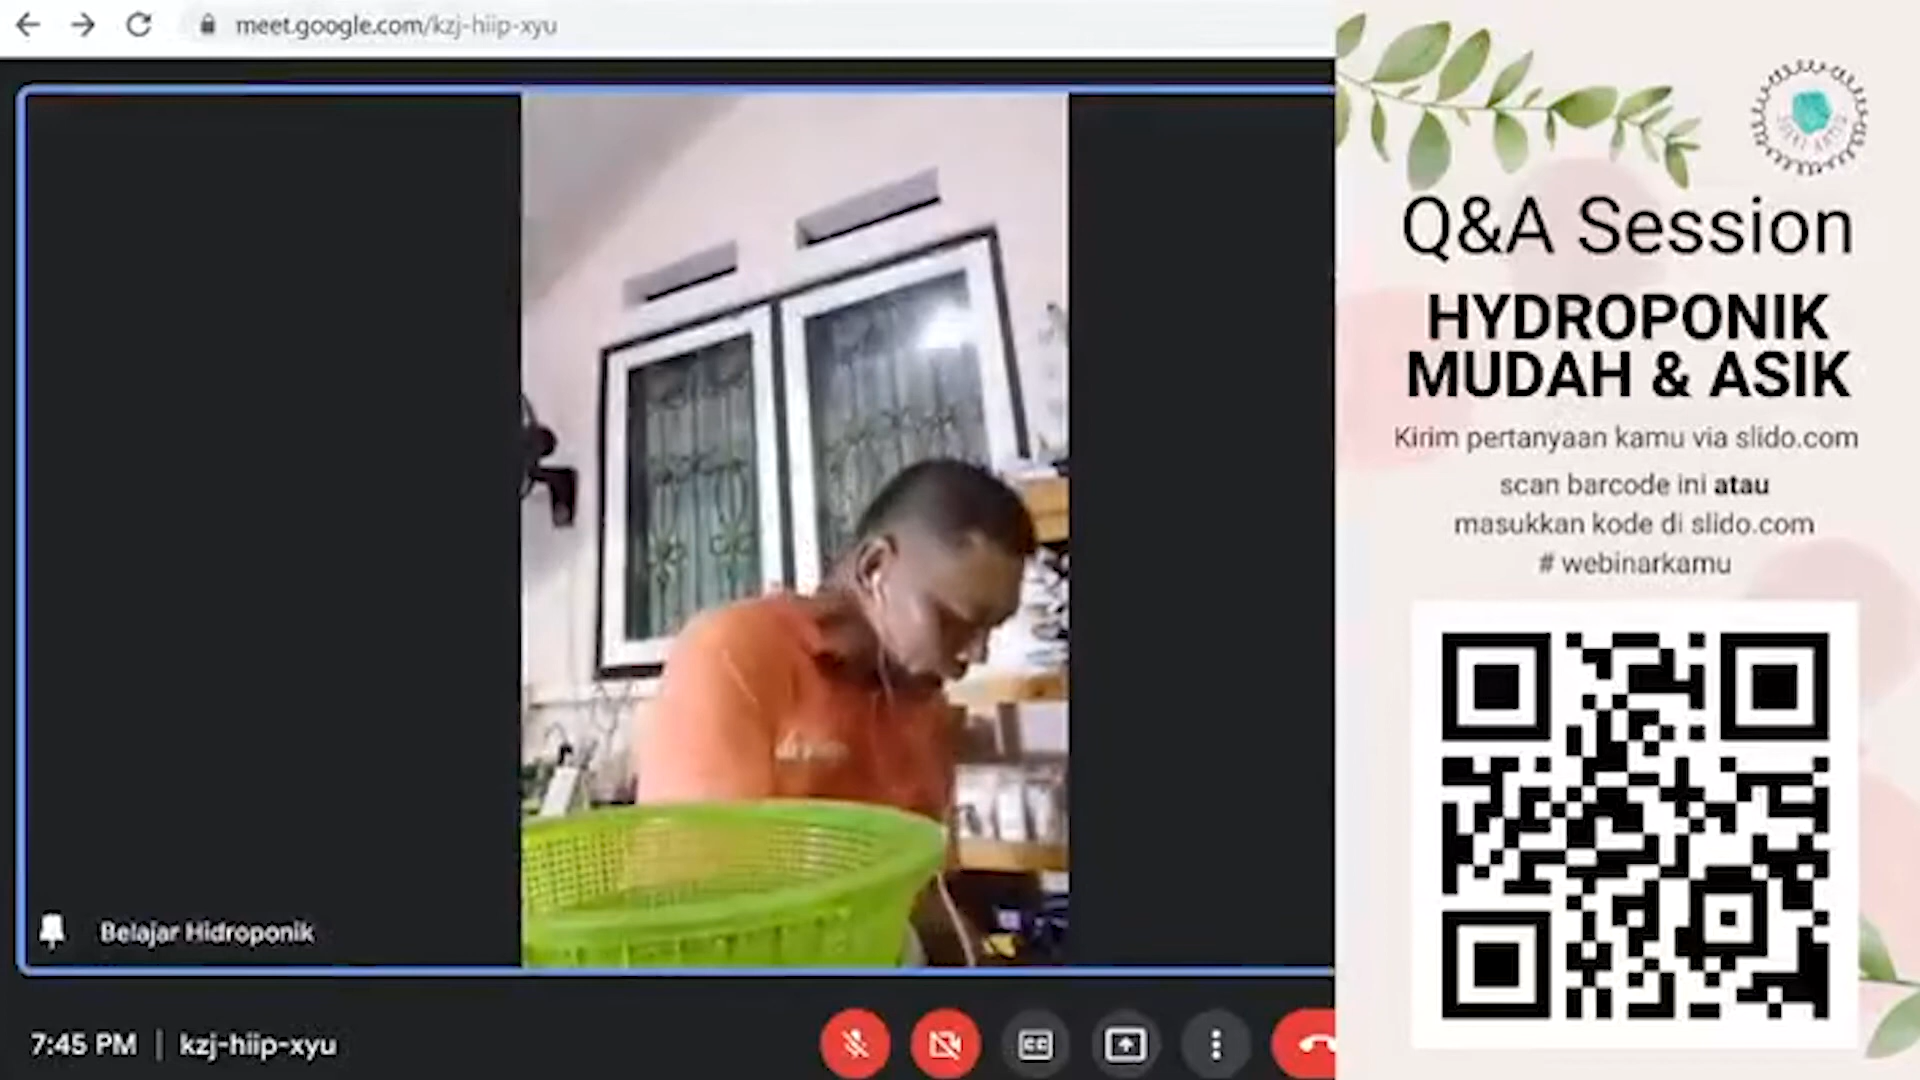 meet.google.com/kzj-hiip-xyu
Q&A Session
HYDROPONIK
MUDAH & ASIK
Kirim pertanyaan kamu via slido.com
scan barcode ini atau
masukkan kode di slido.com
# webinarkamu
Belajar Hidroponik
7:45 PM | kzj-hiip-xyu
CC